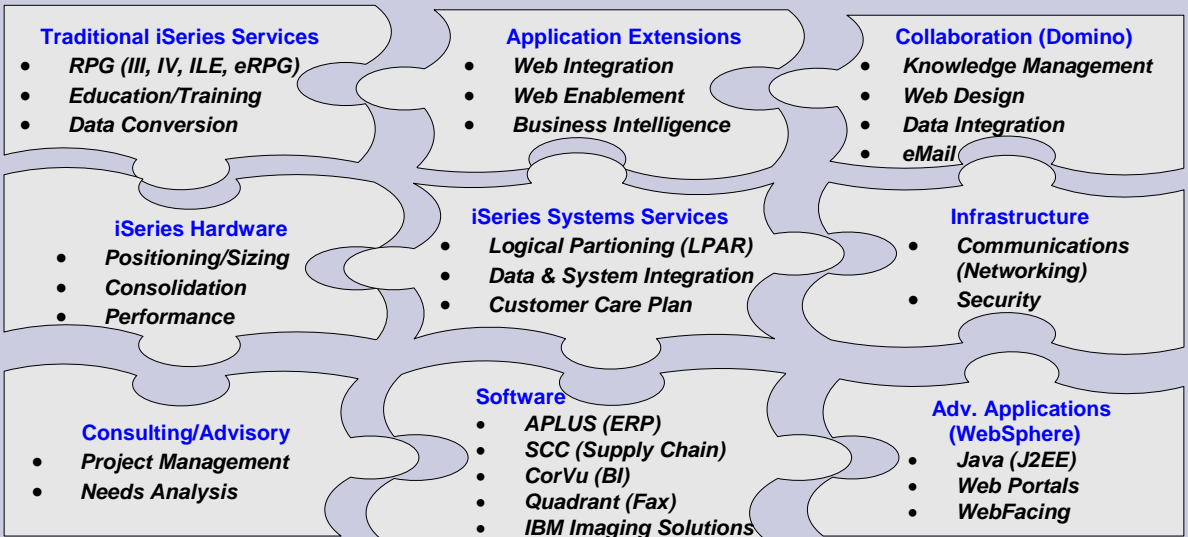 Traditional iSeries Services
• RPG (III, IV, ILE, eRPG)
• Education/Training
• Data Conversion
Application Extensions
• Web Integration
• Web Enablement
• Business Intelligence
Collaboration (Domino)
• Knowledge Management
• Web Design
• Data Integration
• eMail
iSeries Hardware
• Positioning/Sizing
• Consolidation
• Performance
iSeries Systems Services
• Logical Partioning (LPAR)
• Data & System Integration
• Customer Care Plan
Infrastructure
• Communications
(Networking)
• Security
Consulting/Advisory
• Project Management
• Needs Analysis
Software
• APLUS (ERP)
• SCC (Supply Chain)
• CorVu (BI)
• Quadrant (Fax)
• IBM Imaging Solutions
Adv. Applications
(WebSphere)
• Java (J2EE)
• Web Portals
• WebFacing